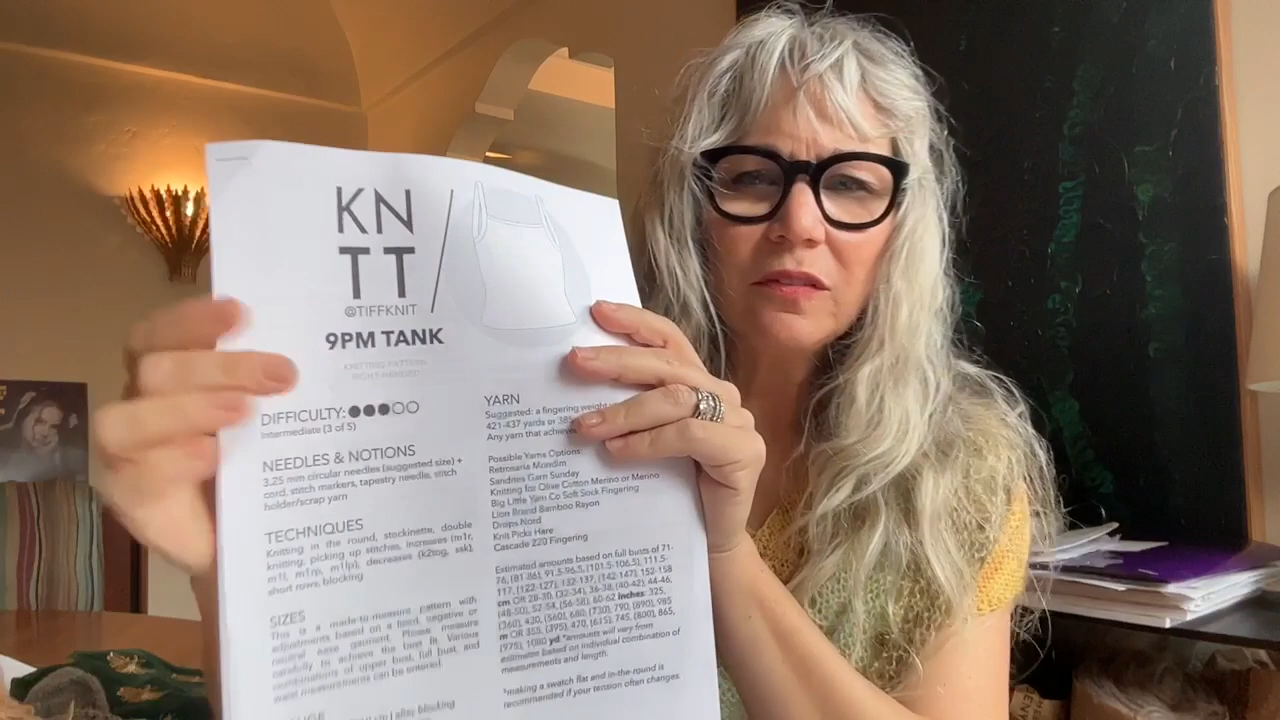 KN
TT
@TIFFKNIT
9PM TANK
KNITTING PATTERN
RIGHT-HANDED
DIFFICULTY:
Intermediate (3 of 5)
NEEDLES & NOTIONS
3.25 mm circular needles (suggested size) +
cord, stitch markers, tapestry needle, stitch
holder/scrap yarn
TECHNIQUES
Knitting in the round, stockinette, double
knitting, picking up stitches, increases (m1r,
m1l, m1rp, m1lp), decreases (k2tog, ssk),
short rows, blocking
SIZES
This is a made-to-measure pattern with
adjustments based on a fitted, negative or
neutral ease garment. Please measure
carefully to achieve the best fit. Various
combinations of upper bust, full bust, and
waist measurements can be entered.
blocking
YARN
Suggested: a fingering weight
421-437 yards or 385
Any yarn that achieves
Possible Yarns Options:
Retrosaria Mondim
Sandnes Garn Sunday
Knitting for Olive Cotton Merino or Merino
Big Little Yarn Co Soft Sock Fingering
Lion Brand Bamboo Rayon
Drops Nord
Knit Picks Hare
Cascade 220 Fingering
Estimated amounts based on full busts of 71-
76, (81-86), 91.5-96.5, (101.5-106.5), 111.5-
117, (122-127), 132-137, (142-147), 152-158
cm OR 28-30, (32-34), 36-38, (40-42), 44-46,
(48-50), 52-54, (56-58), 60-62 inches: 325,
(360), 430, (560), 680, (730), 790, (890), 985
m OR 355, (395), 470, (615), 745, (800), 865,
(975), 1080 yd *amounts will vary from
estimates based on individual combination of
measurements and length.
*making a swatch flat and in-the-round is
recommended if your tension often changes